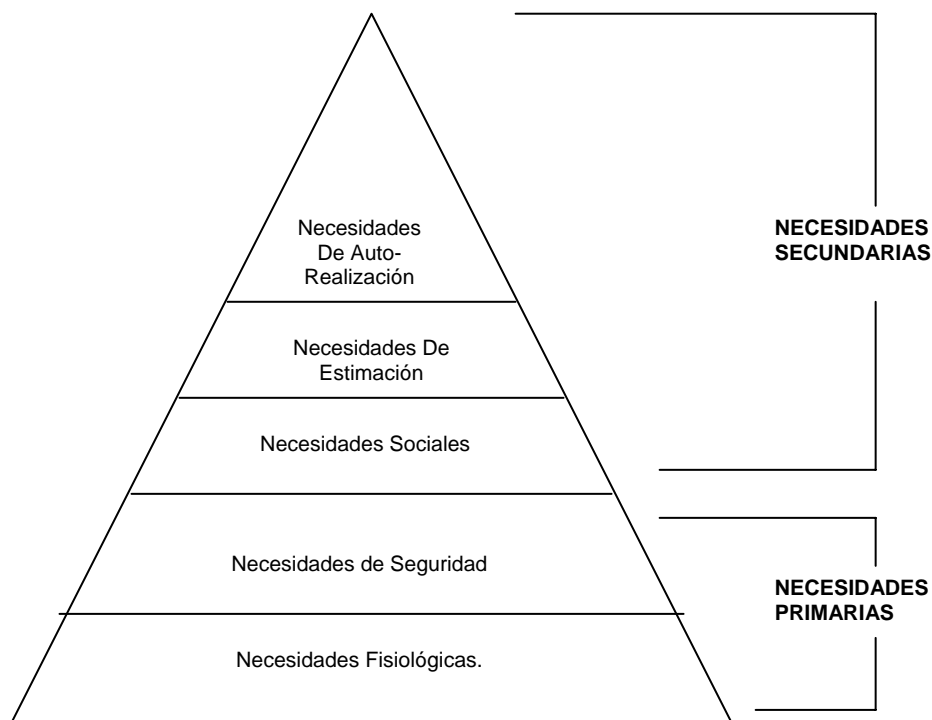 Necesidades
De Auto-
Realización
NECESIDADES
SECUNDARIAS
Necesidades De
Estimación
Necesidades Sociales
Necesidades de Seguridad
NECESIDADES
PRIMARIAS
Necesidades Fisiológicas.